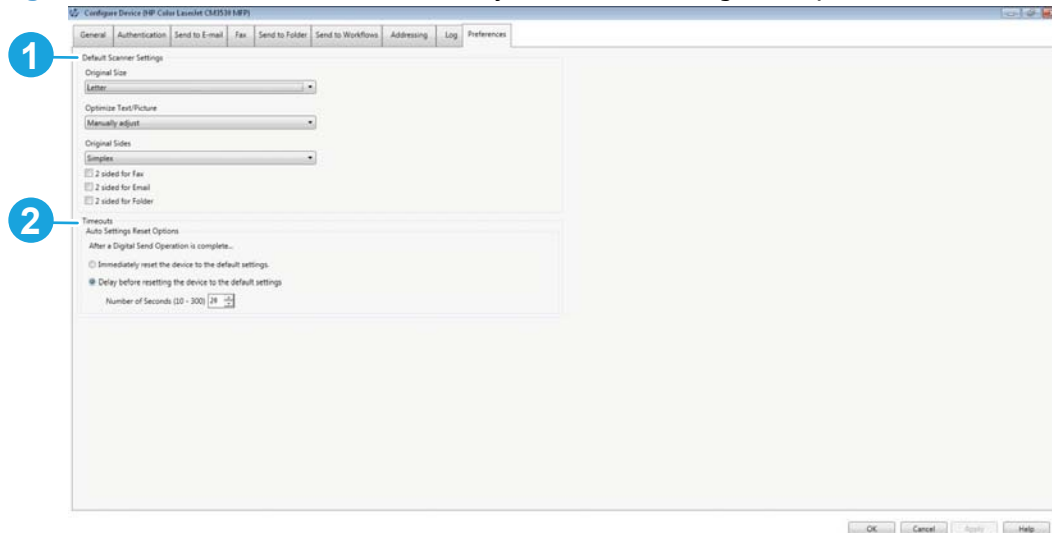 Configure Device (HP Color LaserJet CM3530 MFP)
General Authentication Send to E-mail Fax Send to Folder Send to Workflows Addressing Log Preferences
1
Default Scanner Settings
Original Size
Letter
Optimize Text/Picture
Manually adjust
Original Sides
Simplex
2 sided for Fax
2 sided for Email
2 sided for Folder
2
Timeouts
Auto Settings Reset Options
After a Digital Send Operation is complete...
Immediately reset the device to the default settings.
Delay before resetting the device to the default settings
Number of Seconds (10 - 300)
OK Cancel Apply Help